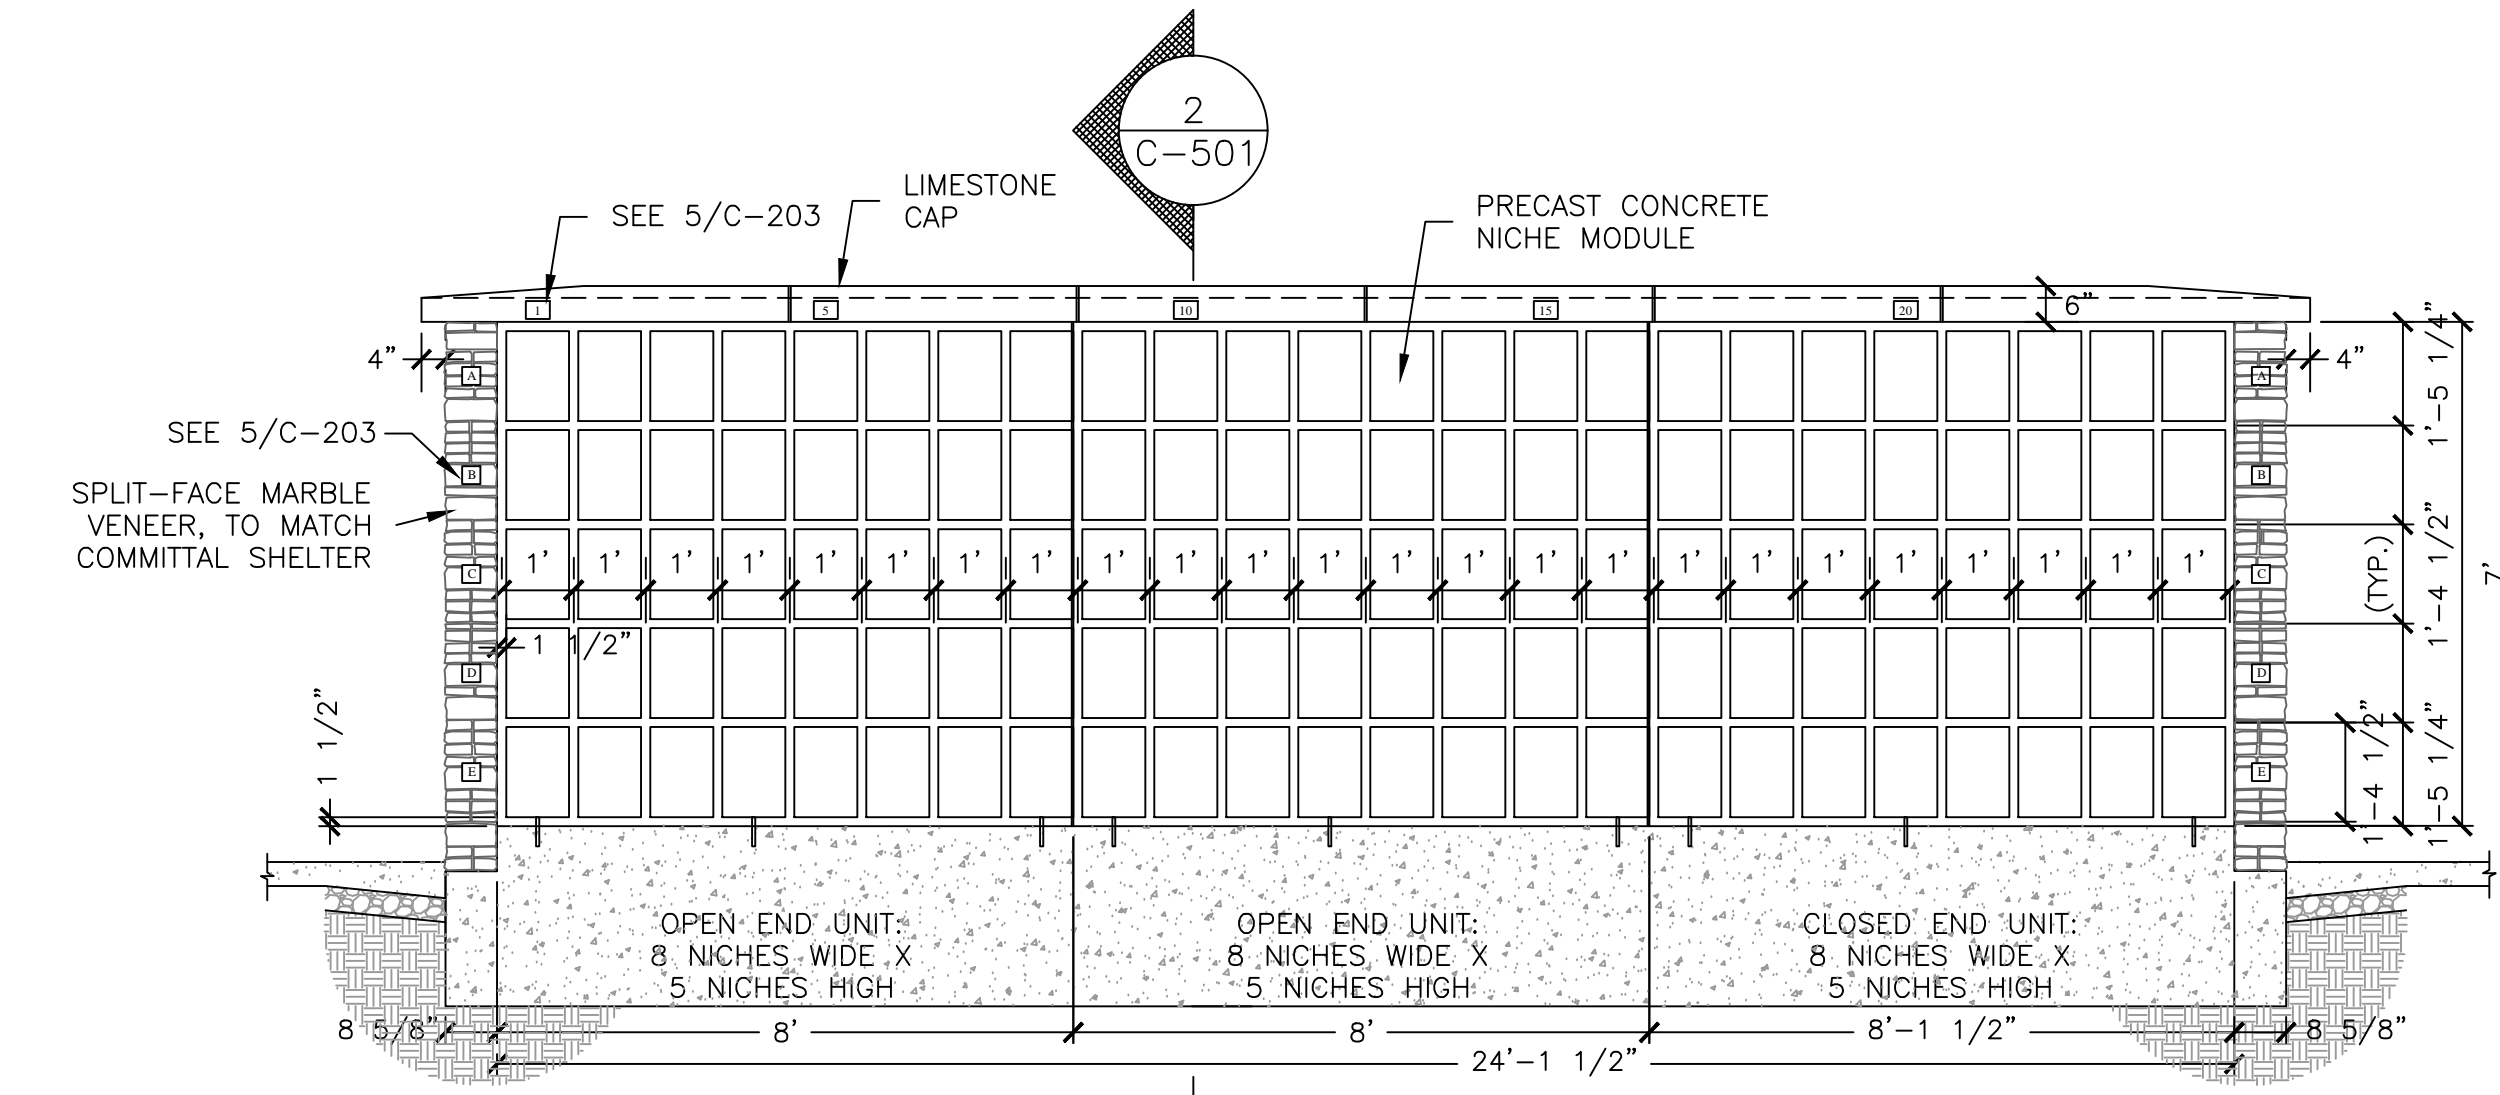 2
C-501
LIMESTONE
CAP
SEE 5/C-203
PRECAST CONCRETE
NICHE MODULE
6"
1 5 10 15 20
4" 4"
A A
SEE 5/C-203
B B
SPLIT-FACE MARBLE
VENEER, TO MATCH
COMMITTAL SHELTER
C C
1' 1' 1' 1' 1' 1' 1' 1' 1' 1' 1' 1' 1' 1' 1' 1' 1' 1' 1' 1' 1' 1' 1' 1'
1 1/2"
D D
1 1/2"
E E
1'-5 1/4"
1'-4 1/2"
(TYP.)
1'-4 1/2"
1'-5 1/4"
7'
OPEN END UNIT:
8 NICHES WIDE X
5 NICHES HIGH
OPEN END UNIT:
8 NICHES WIDE X
5 NICHES HIGH
CLOSED END UNIT:
8 NICHES WIDE X
5 NICHES HIGH
8 5/8" 8' 8' 8'-1 1/2" 8 5/8"
24'-1 1/2"